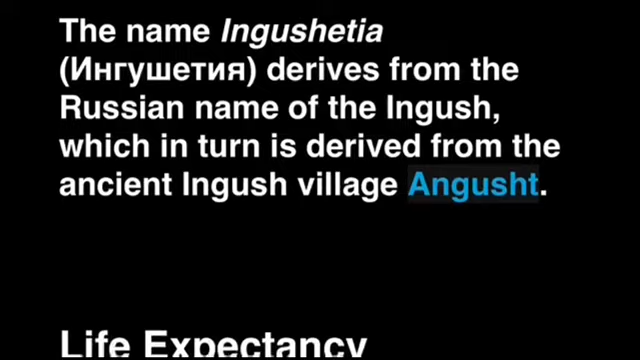 The name Ingushetia
(Ингушетия) derives from the
Russian name of the Ingush,
which in turn is derived from the
ancient Ingush village Angusht.
Life Expectancy